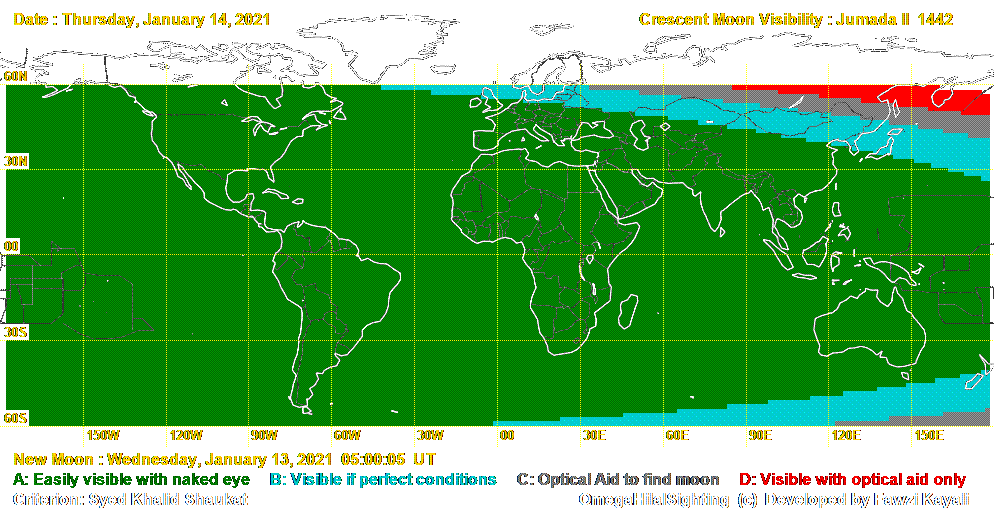 Date : Thursday, January 14, 2021 Crescent Moon Visibility : Jumada II 1442
60N
30N
00
30S
60S
150W 120W 90W 60W 30W 00 30E 60E 90E 120E 150E
New Moon : Wednesday, January 13, 2021 05:00:05 UT
A: Easily visible with naked eye B: Visible if perfect conditions C: Optical Aid to find moon D: Visible with optical aid only
Criterion: Syed Khalid Shaukat OmegaHilalSighting (c) Developed by Fawzi Kayali